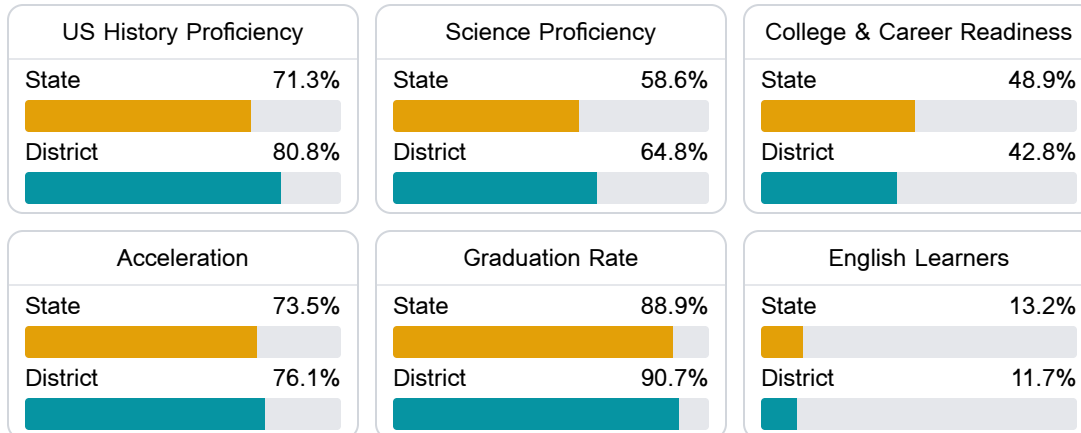 US History Proficiency
State 71.3%
District 80.8%
Science Proficiency
State 58.6%
District 64.8%
College & Career Readiness
State 48.9%
District 42.8%
Acceleration
State 73.5%
District 76.1%
Graduation Rate
State 88.9%
District 90.7%
English Learners
State 13.2%
District 11.7%